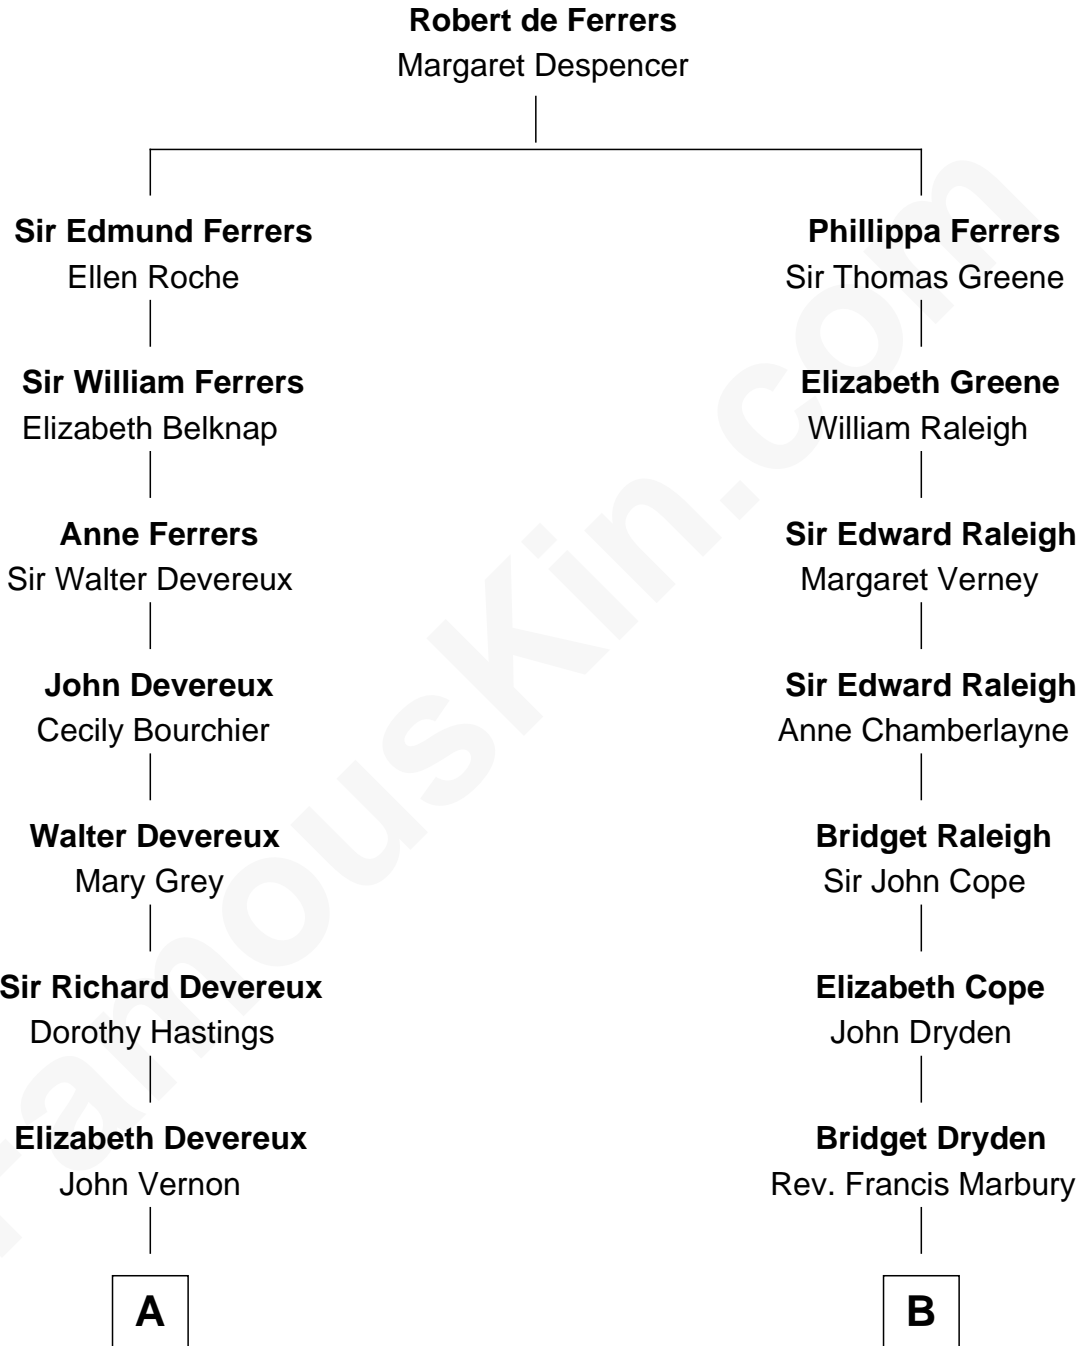 Robert de Ferrers
Margaret Despencer
Sir Edmund Ferrers
Ellen Roche
Phillippa Ferrers
Sir Thomas Greene
Sir William Ferrers
Elizabeth Belknap
Elizabeth Greene
William Raleigh
Anne Ferrers
Sir Walter Devereux
Sir Edward Raleigh
Margaret Verney
John Devereux
Cecily Bourchier
Sir Edward Raleigh
Anne Chamberlayne
Walter Devereux
Mary Grey
Bridget Raleigh
Sir John Cope
Sir Richard Devereux
Dorothy Hastings
Elizabeth Cope
John Dryden
Elizabeth Devereux
John Vernon
Bridget Dryden
Rev. Francis Marbury
A
B
FamousKin.com